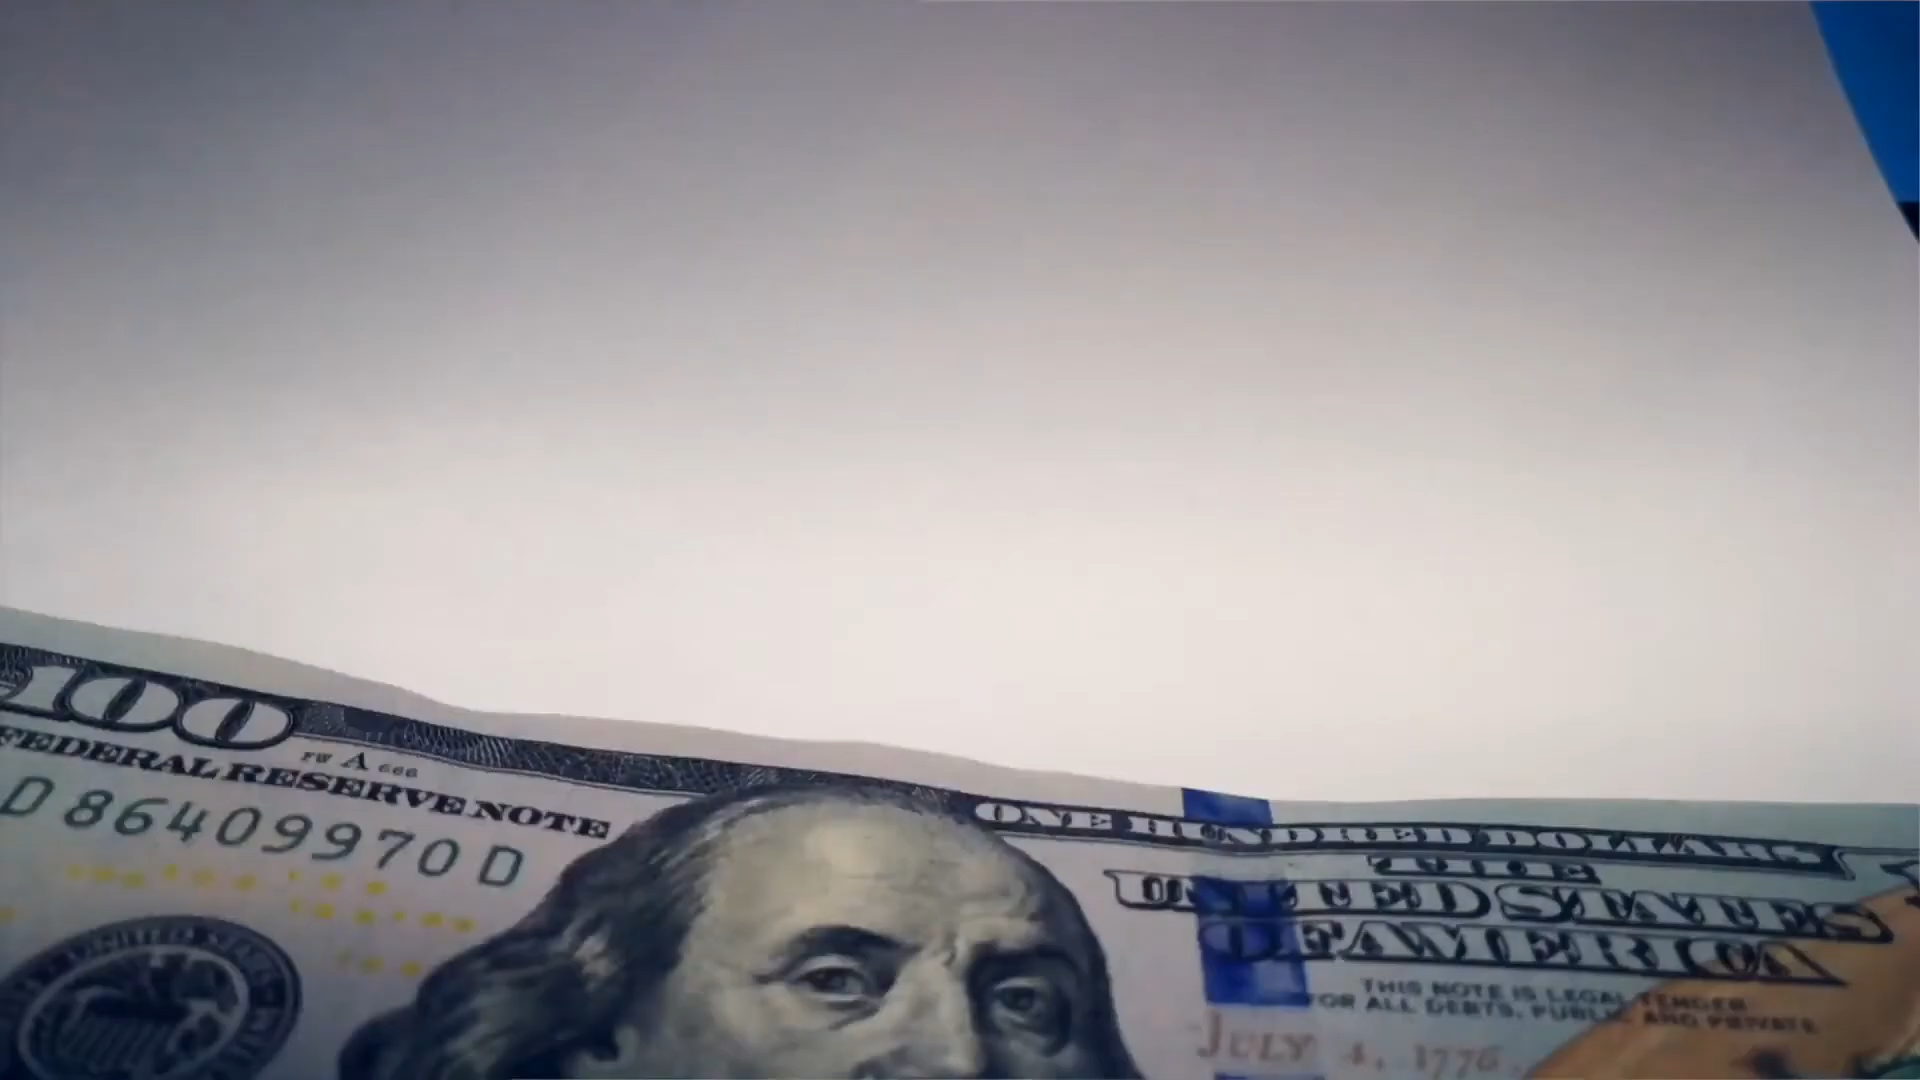 100
FEDERAL RESERVE NOTE
FW A 666
D 86409970 D
ONE HUNDRED DOLLARS
THE
UNITED STATES
OF AMERICA
THIS NOTE IS LEGAL TENDER
FOR ALL DEBTS, PUBLIC AND PRIVATE
JULY 4, 1776,